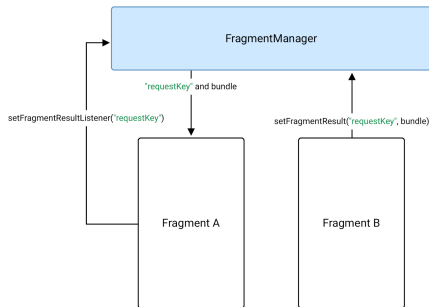 FragmentManager
"requestKey" and bundle
setFragmentResultListener("requestKey")
setFragmentResult("requestKey", bundle)
Fragment A
Fragment B